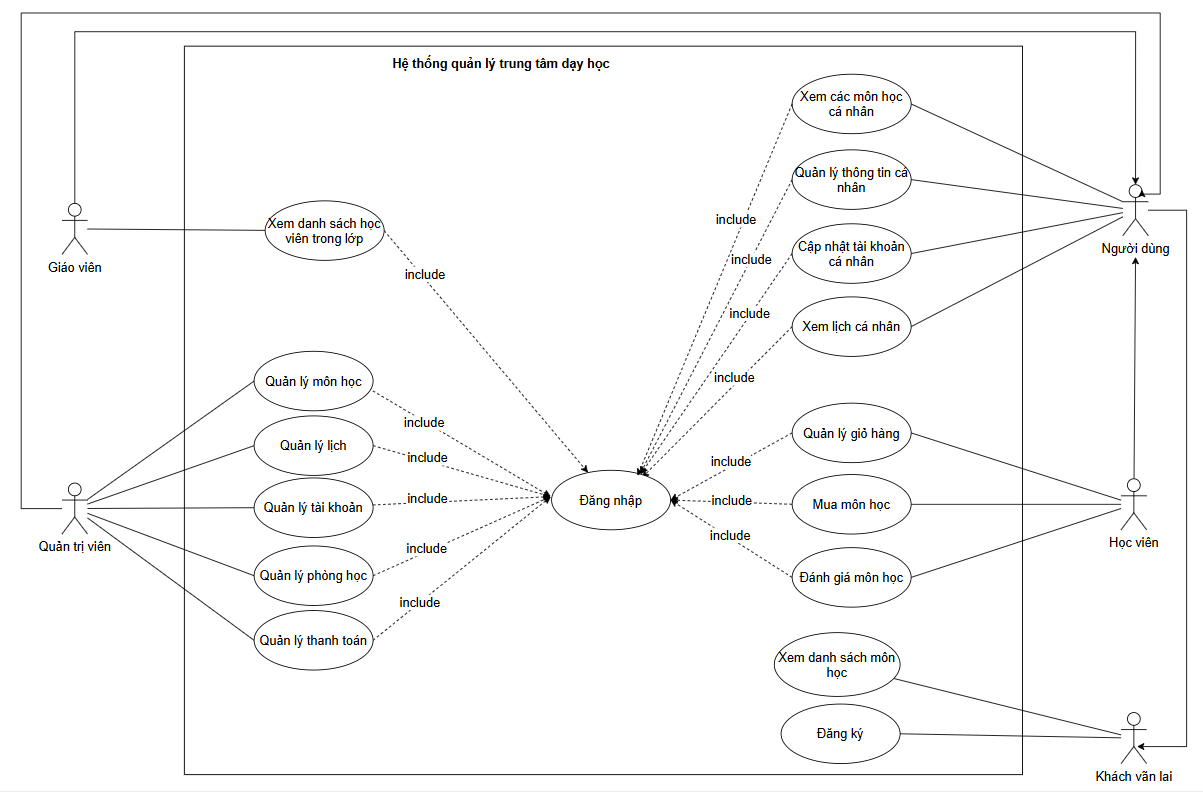 Hệ thống quản lý trung tâm dạy học
Xem các môn học
cá nhân
Quản lý thông tin cá
nhân
Cập nhật tài khoản
cá nhân
Xem lịch cá nhân
Người dùng
include
include
include
include
Giáo viên
Xem danh sách học
viên trong lớp
include
Quản lý môn học
Quản lý lịch
Quản lý tài khoản
Quản lý phòng học
Quản lý thanh toán
Quản trị viên
include
include
include
include
include
Đăng nhập
include
include
include
Quản lý giỏ hàng
Mua môn học
Đánh giá môn học
Học viên
Xem danh sách môn
học
Đăng ký
Khách vãn lai